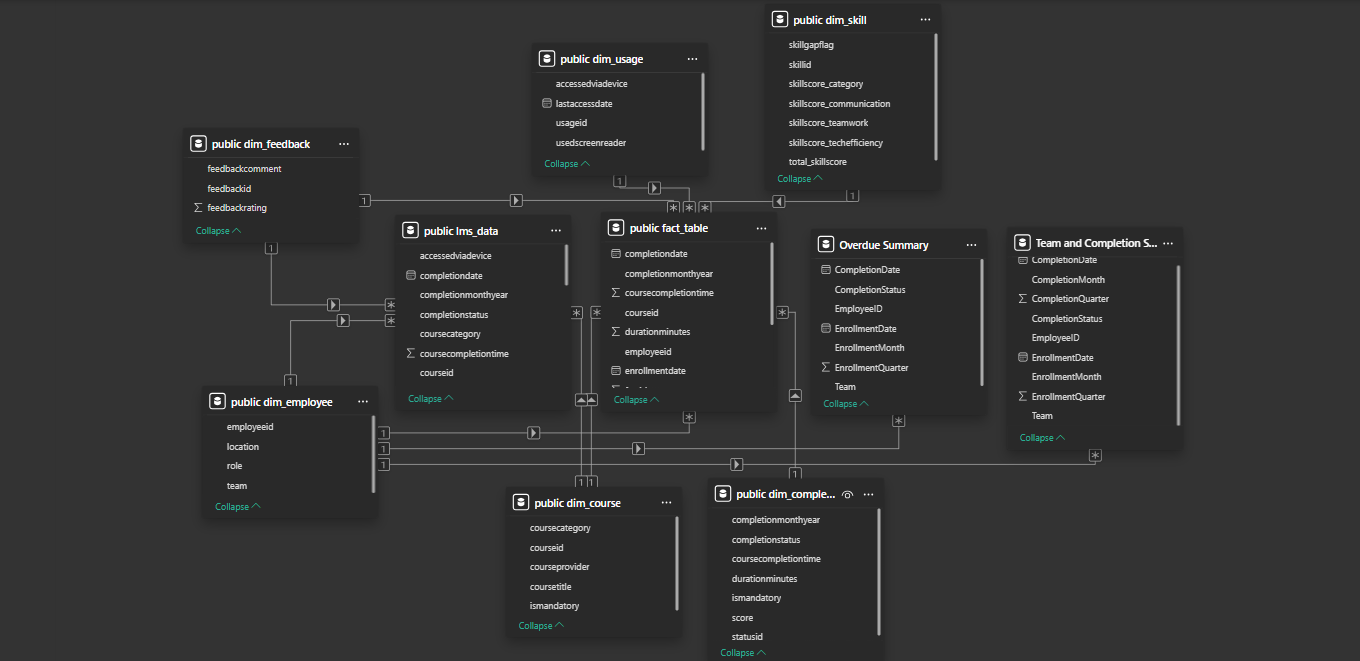 public dim_skill
skillgapflag
skillid
skillscore_category
skillscore_communication
skillscore_teamwork
skillscore_techefficiency
total_skillscore
Collapse
public dim_usage
accessedviadevice
lastaccessdate
usageid
usedscreenreader
Collapse
public dim_feedback
feedbackcomment
feedbackid
feedbackrating
Collapse
public lms_data
accessedviadevice
completiondate
completionmonthyear
completionstatus
coursecategory
coursecompletiontime
courseid
Collapse
public fact_table
completiondate
completionmonthyear
coursecompletiontime
courseid
durationminutes
employeeid
enrollmentdate
Collapse
Overdue Summary
CompletionDate
CompletionStatus
EmployeeID
EnrollmentDate
EnrollmentMonth
EnrollmentQuarter
Team
Collapse
Team and Completion S...
CompletionDate
CompletionMonth
CompletionQuarter
CompletionStatus
EmployeeID
EnrollmentDate
EnrollmentMonth
EnrollmentQuarter
Team
Collapse
public dim_employee
employeeid
location
role
team
Collapse
public dim_course
coursecategory
courseid
courseprovider
coursetitle
ismandatory
Collapse
public dim_comple...
completionmonthyear
completionstatus
coursecompletiontime
durationminutes
ismandatory
score
statusid
Collapse
1
1
1
1
1
1
1
1
1
1
1
1